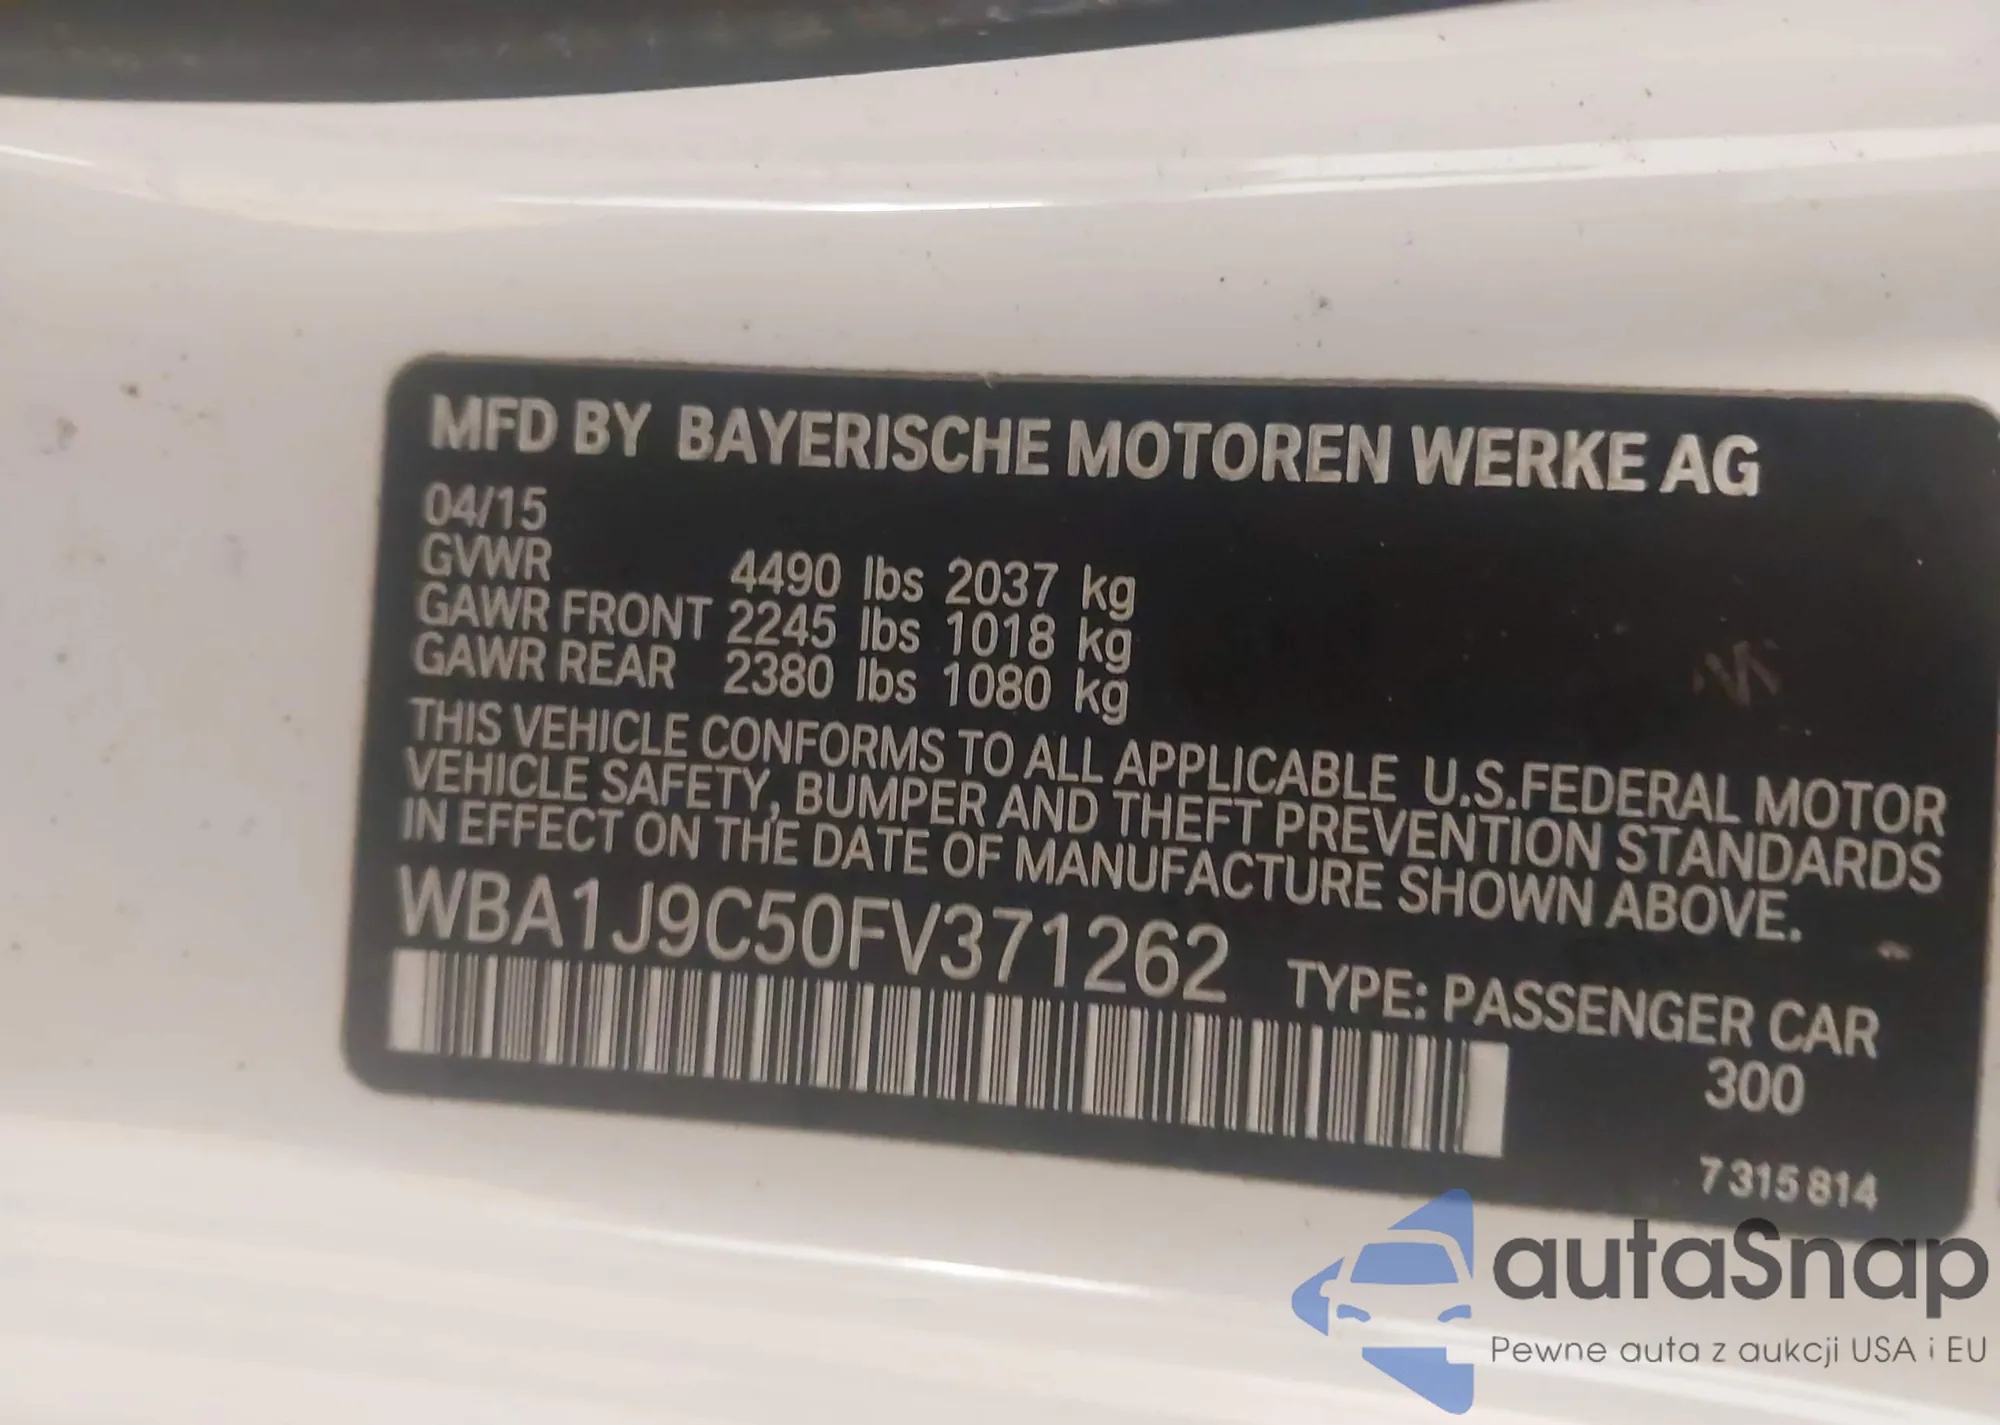 MFD BY BAYERISCHE MOTOREN WERKE AG
04/15
GVWR 4490 lbs 2037 kg
GAWR FRONT 2245 lbs 1018 kg
GAWR REAR 2380 lbs 1080 kg
THIS VEHICLE CONFORMS TO ALL APPLICABLE U.S.FEDERAL MOTOR
VEHICLE SAFETY, BUMPER AND THEFT PREVENTION STANDARDS
IN EFFECT ON THE DATE OF MANUFACTURE SHOWN ABOVE.
WBA1J9C50FV371262 TYPE: PASSENGER CAR
300
7 315 814
autaSnap
Pewne auta z aukcji USA i EU